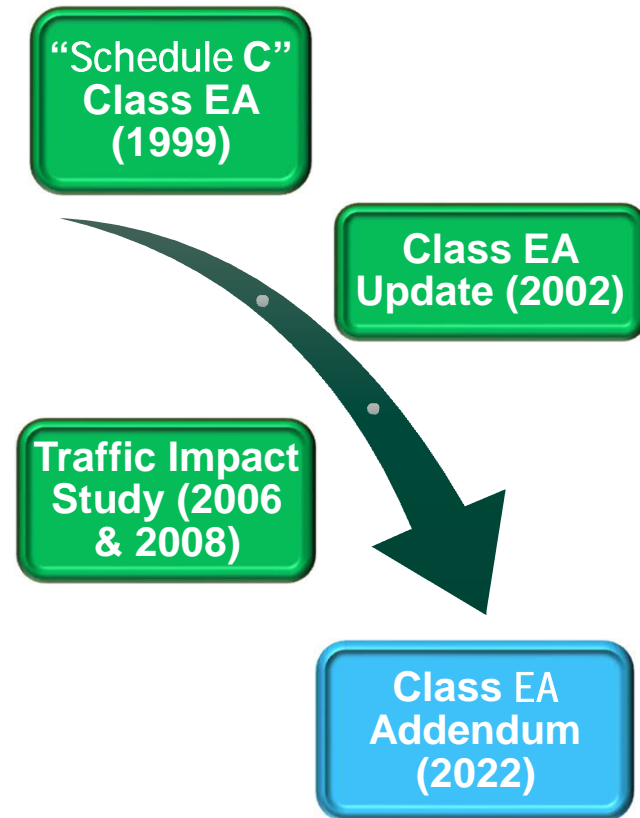 “Schedule C”
Class EA
(1999)
Class EA
Update (2002)
Traffic Impact
Study (2006
& 2008)
Class EA
Addendum
(2022)